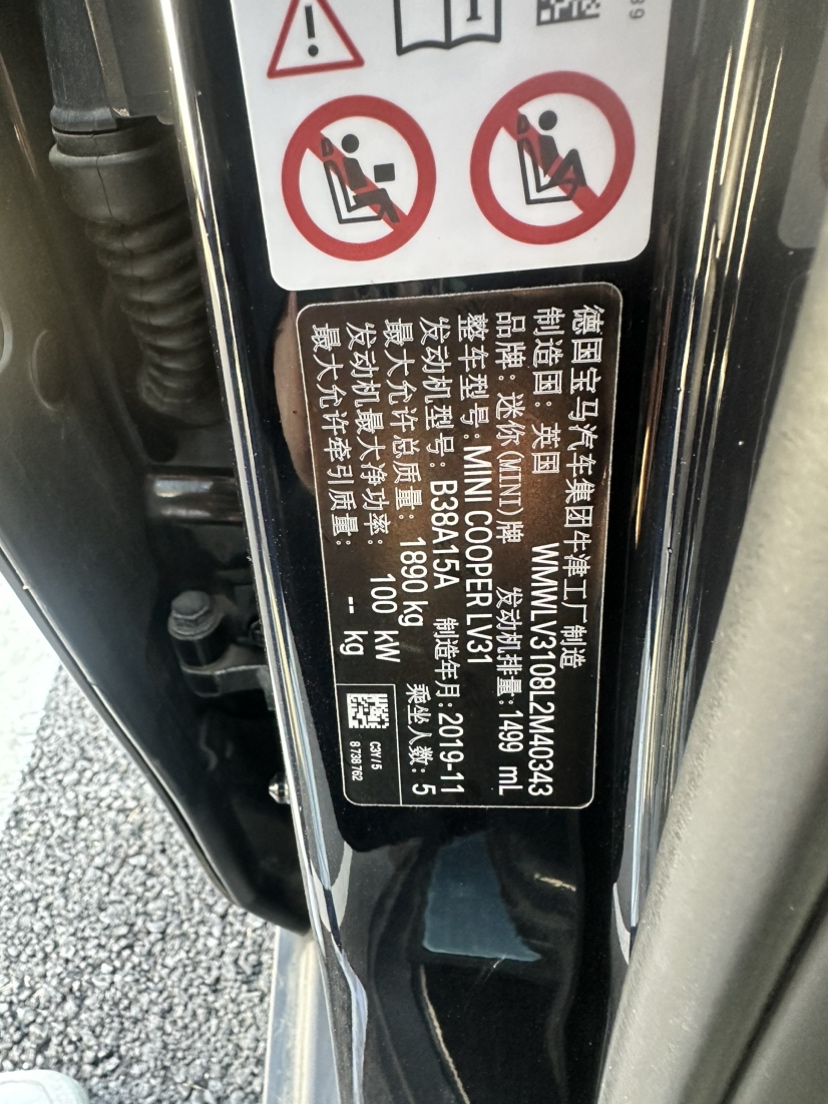 德国宝马汽车集团牛津工厂制造
制造国：英国 WMWLV3108L2M40343
品牌：迷你(MINI)牌 发动机排量：1499 mL
整车型号：MINI COOPER LV31
发动机型号：B38A15A 制造年月：2019-11
最大允许总质量：1890 kg 乘坐人数：5
发动机最大净功率：100 kW
最大允许牵引质量：-- kg
C3Y/5
8 738 762